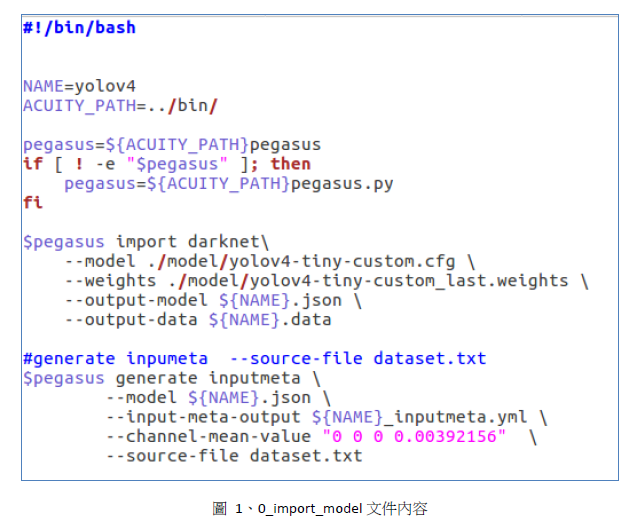 #!/bin/bash
NAME=yolov4
ACUITY_PATH=../bin/
pegasus=${ACUITY_PATH}pegasus
if [ ! -e "$pegasus" ]; then
    pegasus=${ACUITY_PATH}pegasus.py
fi
$pegasus import darknet\
    --model ./model/yolov4-tiny-custom.cfg \
    --weights ./model/yolov4-tiny-custom_last.weights \
    --output-model ${NAME}.json \
    --output-data ${NAME}.data
#generate inpumeta  --source-file dataset.txt
$pegasus generate inputmeta \
        --model ${NAME}.json \
        --input-meta-output ${NAME}_inputmeta.yml \
        --channel-mean-value "0 0 0 0.00392156"  \
        --source-file dataset.txt
圖 1、0_import_model 文件內容